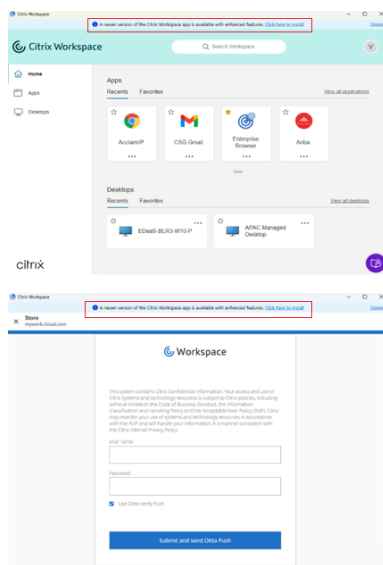 Citrix Workspace
A newer version of the Citrix Workspace app is available with enhanced features. Click here to install
Dismiss
Citrix Workspace
Search Workspace
V
Home
Apps
Desktops
Apps
Recents Favorites
View all applications
AcclaimIP
CSG Gmail
Enterprise
Browser
Ariba
Desktops
Recents Favorites
View all desktops
EDaaS-BLR3-W10-P
APAC Managed
Desktop
citrix
Citrix Workspace
A newer version of the Citrix Workspace app is available with enhanced features. Click here to install
Dismiss
Store
mywork.cloud.com
Workspace
This system contains Citrix Confidential information. Your access and use of
Citrix Systems and technology resources is subject to Citrix policies, including
without limitation the Code of Business Conduct, the Information
Classification and Handling Policy and the Acceptable Use Policy (AUP). Citrix
may monitor your use of systems and technology resources in accordance
with the AUP and will handle your information in a manner consistent with
the Citrix Internal Privacy Policy.
User name:
Password:
Use Okta Verify Push
Submit and send Okta Push